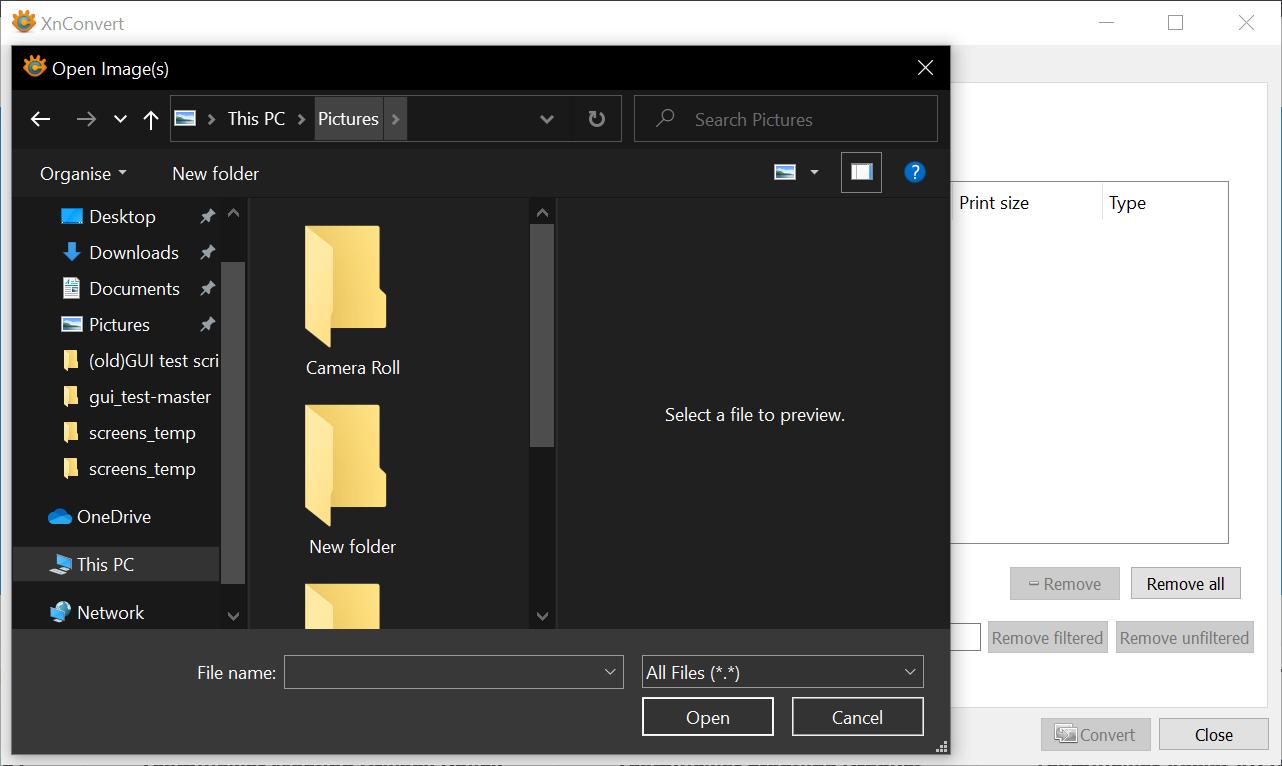 XnConvert
Open Image(s)
This PC
Pictures
Search Pictures
Organise
New folder
Desktop
Downloads
Documents
Pictures
(old)GUI test scri
gui_test-master
screens_temp
screens_temp
OneDrive
This PC
Network
Camera Roll
New folder
Select a file to preview.
Print size
Type
Remove
Remove all
Remove filtered
Remove unfiltered
File name:
All Files (*.*)
Open
Cancel
Convert
Close